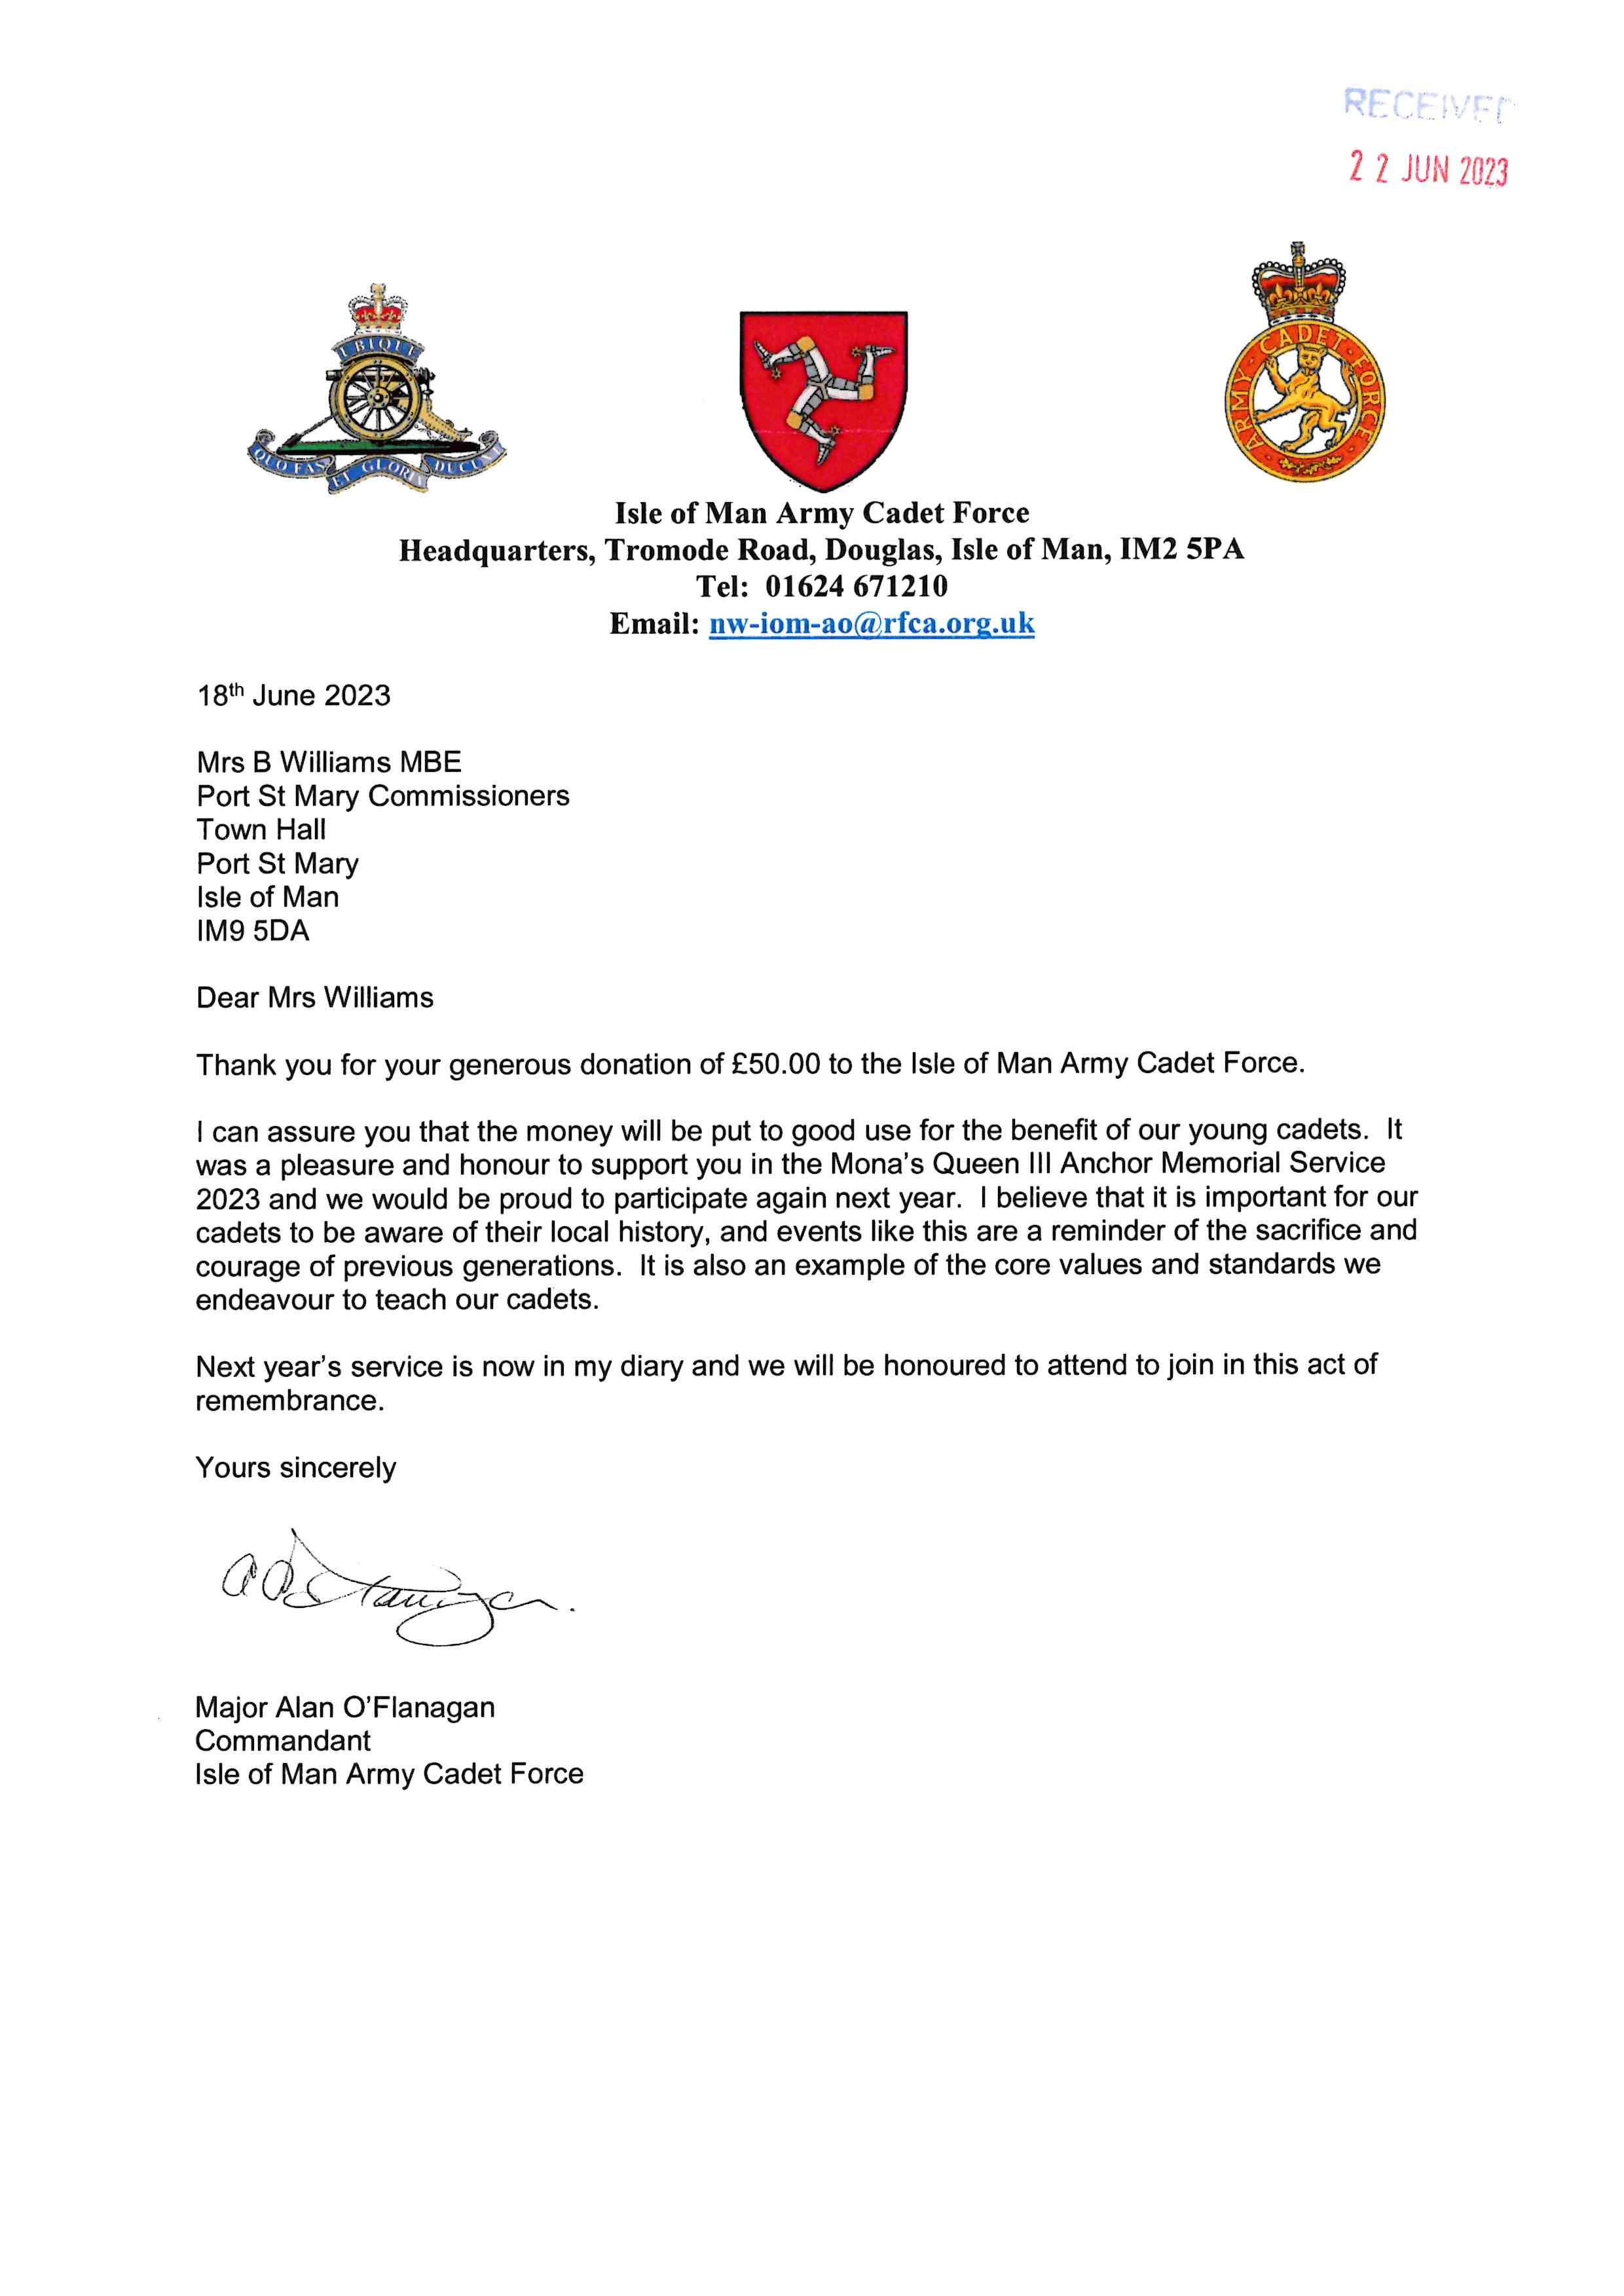 RECEIVED
22 JUN 2023
UBIQUE
QUO FAS
ET GLORIA
DUCUNT
ARMY · CADET · FORCE
Isle of Man Army Cadet Force
Headquarters, Tromode Road, Douglas, Isle of Man, IM2 5PA
Tel:  01624 671210
Email: nw-iom-ao@rfca.org.uk
18th June 2023
Mrs B Williams MBE
Port St Mary Commissioners
Town Hall
Port St Mary
Isle of Man
IM9 5DA
Dear Mrs Williams
Thank you for your generous donation of £50.00 to the Isle of Man Army Cadet Force.
I can assure you that the money will be put to good use for the benefit of our young cadets.  It
was a pleasure and honour to support you in the Mona's Queen III Anchor Memorial Service
2023 and we would be proud to participate again next year.  I believe that it is important for our
cadets to be aware of their local history, and events like this are a reminder of the sacrifice and
courage of previous generations.  It is also an example of the core values and standards we
endeavour to teach our cadets.
Next year's service is now in my diary and we will be honoured to attend to join in this act of
remembrance.
Yours sincerely
Major Alan O'Flanagan
Commandant
Isle of Man Army Cadet Force